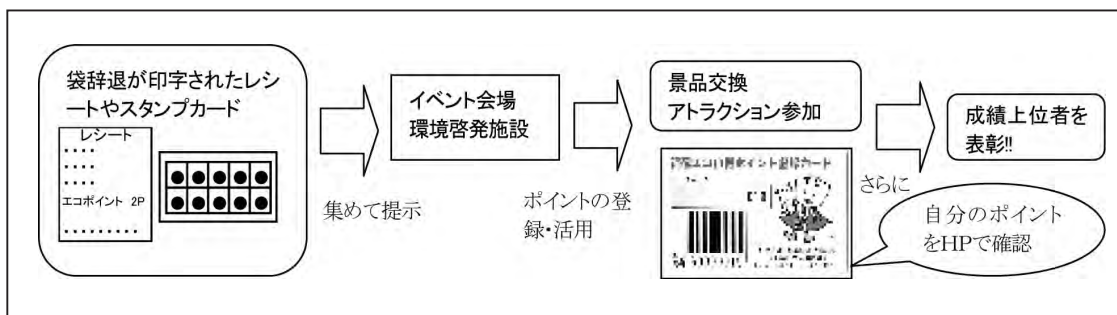 袋辞退が印字されたレシ
ートやスタンプカード
レシート
エコポイント 2P
集めて提示
イベント会場
環境啓発施設
ポイントの登
録・活用
景品交換
アトラクション参加
さらに
成績上位者を
表彰!!
自分のポイント
をHPで確認